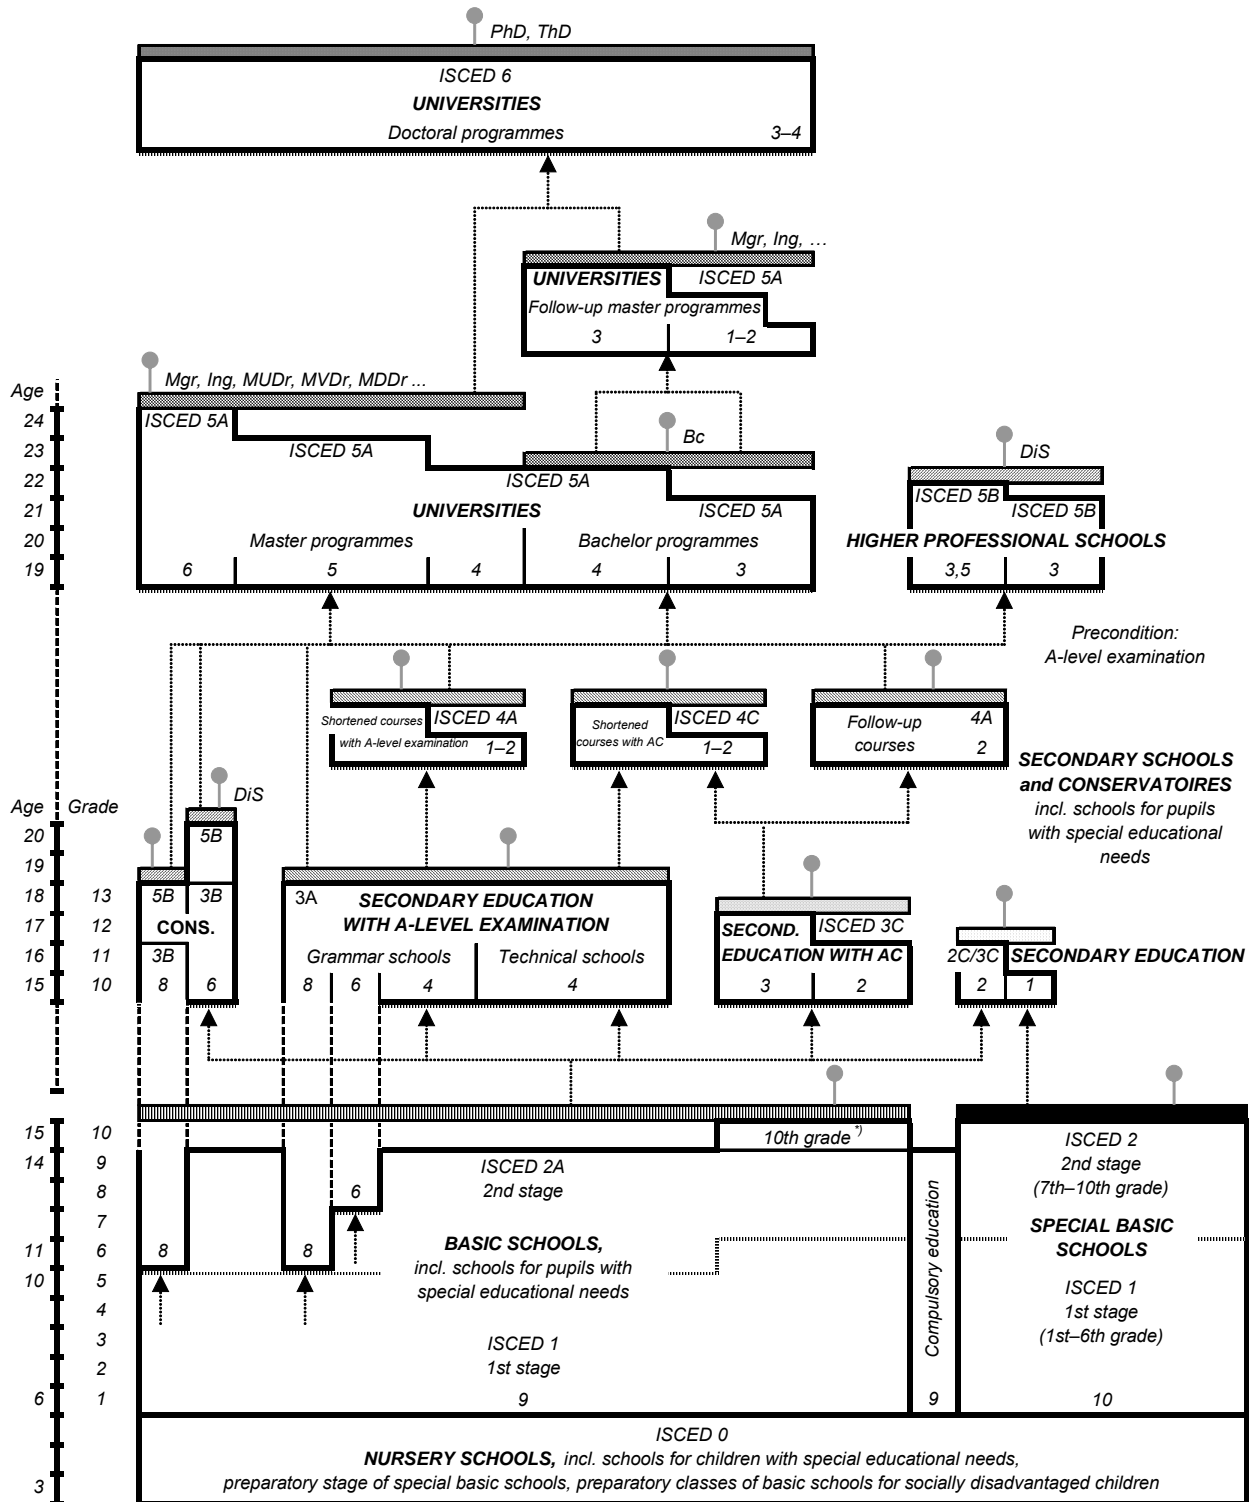 PhD, ThD
ISCED 6
UNIVERSITIES
Doctoral programmes 3–4
Mgr, Ing, …
UNIVERSITIES ISCED 5A
Follow-up master programmes
3 1–2
Mgr, Ing, MUDr, MVDr, MDDr ...
Age
24 ISCED 5A
Bc
23 ISCED 5A
DiS
22 ISCED 5A ISCED 5B
21 UNIVERSITIES ISCED 5A ISCED 5B
20 Master programmes Bachelor programmes HIGHER PROFESSIONAL SCHOOLS
19 6 5 4 4 3 3,5 3
Precondition:
A-level examination
Shortened courses ISCED 4A
with A-level examination 1–2
Shortened ISCED 4C
courses with AC 1–2
Follow-up 4A
courses 2
SECONDARY SCHOOLS
and CONSERVATOIRES
incl. schools for pupils
with special educational
needs
DiS
Age Grade
20 5B
19
18 13 5B 3B 3A SECONDARY EDUCATION
17 12 CONS. WITH A-LEVEL EXAMINATION SECOND. ISCED 3C
16 11 3B Grammar schools Technical schools EDUCATION WITH AC 2C/3C SECONDARY EDUCATION
15 10 8 6 8 6 4 4 3 2 2 1
15 10 10th grade *)
14 9 ISCED 2A
8 6 2nd stage
7
11 6 8 8 BASIC SCHOOLS,
10 5 incl. schools for pupils with
4 special educational needs
3 ISCED 1
2 1st stage
6 1 9
Compulsory education
9
ISCED 2
2nd stage
(7th–10th grade)
SPECIAL BASIC
SCHOOLS
ISCED 1
1st stage
(1st–6th grade)
10
ISCED 0
NURSERY SCHOOLS, incl. schools for children with special educational needs,
3 preparatory stage of special basic schools, preparatory classes of basic schools for socially disadvantaged children